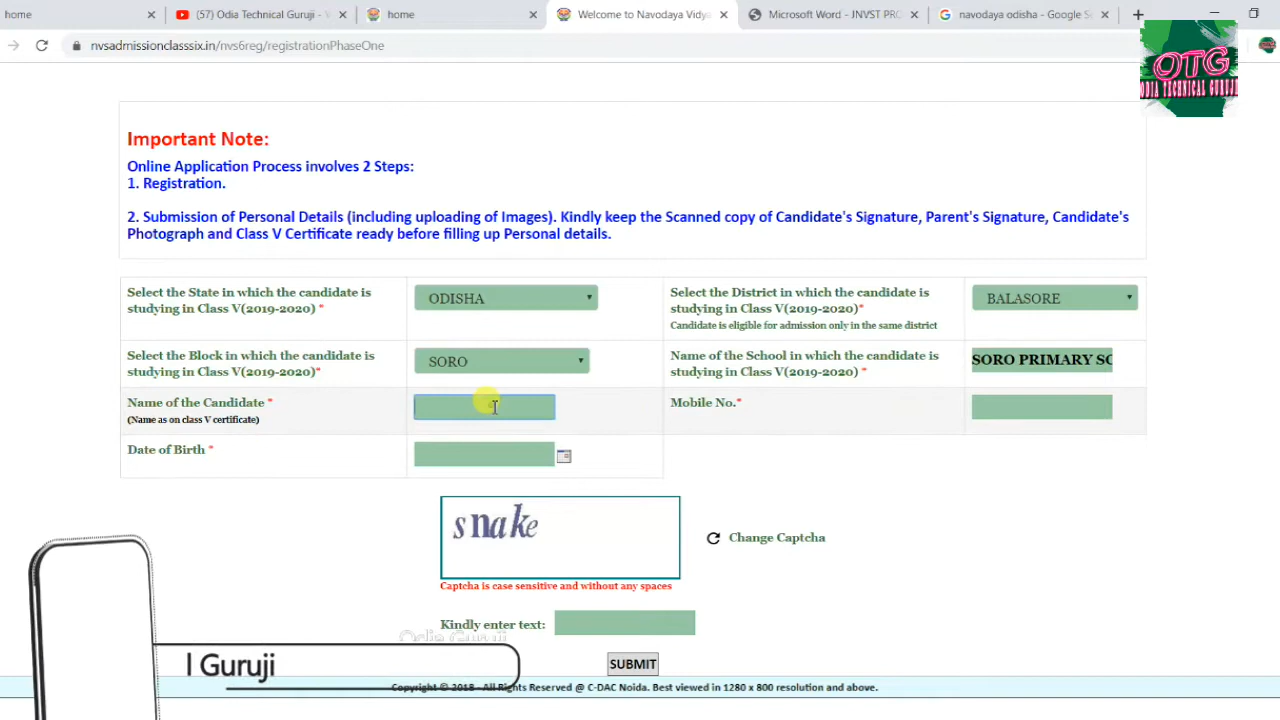 home
(57) Odia Technical Guruji -
home
Welcome to Navodaya Vidya
Microsoft Word - JNVST PRO
navodaya odisha - Google S
nvsadmissionclasssix.in/nvs6reg/registrationPhaseOne
OTG
ODIA TECHNICAL GURUJI
Important Note:
Online Application Process involves 2 Steps:
1. Registration.
2. Submission of Personal Details (including uploading of Images). Kindly keep the Scanned copy of Candidate's Signature, Parent's Signature, Candidate's
Photograph and Class V Certificate ready before filling up Personal details.
Select the State in which the candidate is
studying in Class V(2019-2020) *
ODISHA
Select the District in which the candidate is
studying in Class V(2019-2020)*
Candidate is eligible for admission only in the same district
BALASORE
Select the Block in which the candidate is
studying in Class V(2019-2020)*
SORO
Name of the School in which the candidate is
studying in Class V(2019-2020) *
SORO PRIMARY SC
Name of the Candidate *
(Name as on class V certificate)
Mobile No.*
Date of Birth *
snake
Change Captcha
Captcha is case sensitive and without any spaces
Kindly enter text:
Odia Guruji
l Guruji
SUBMIT
Copyright © 2018 - All Rights Reserved @ C-DAC Noida. Best viewed in 1280 x 800 resolution and above.